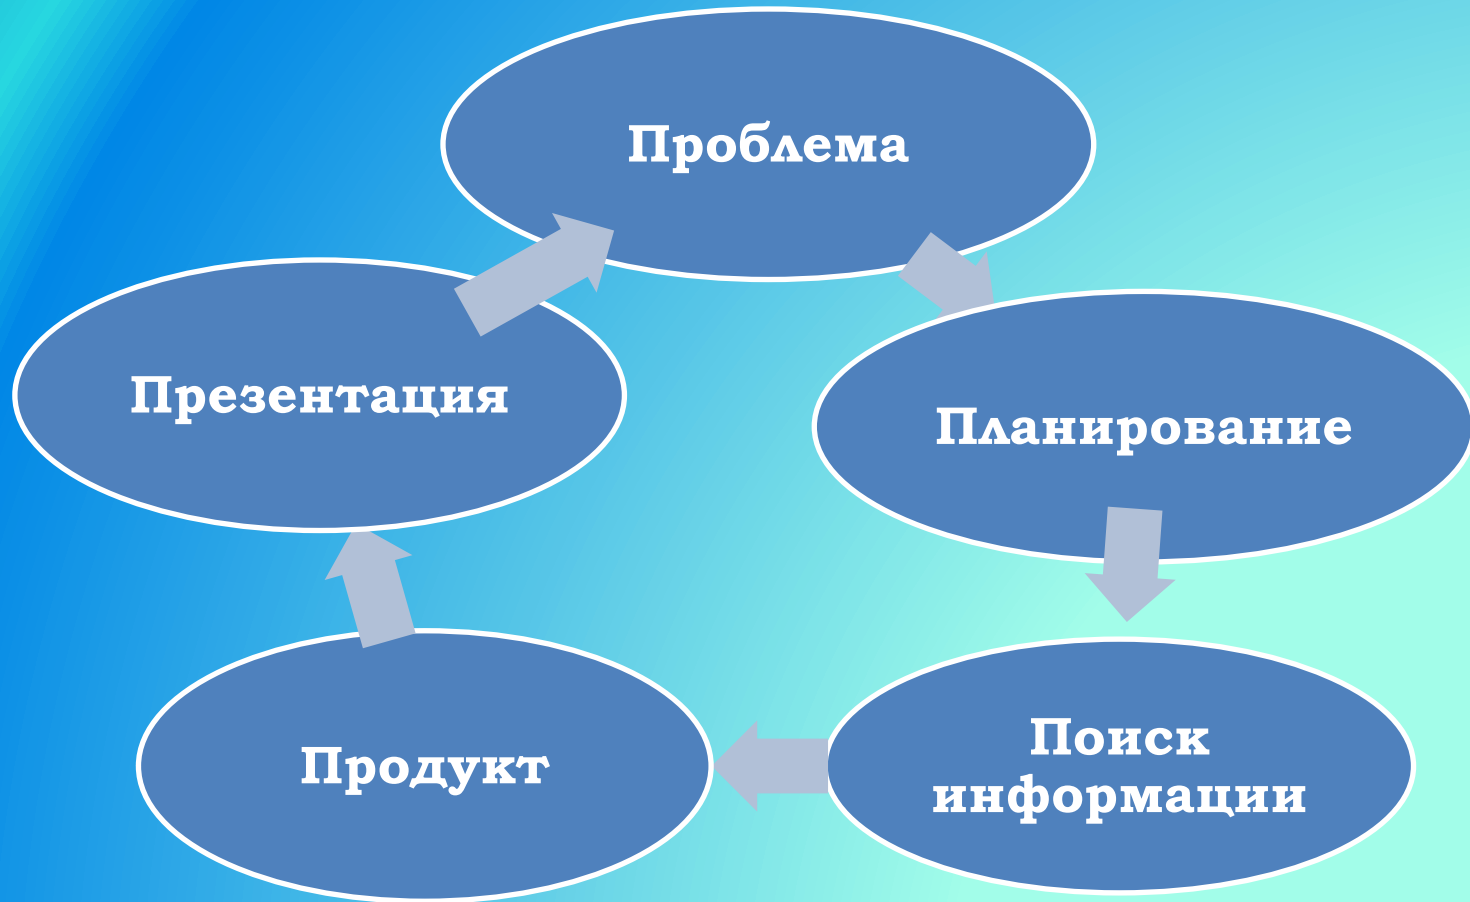 Проблема
Планирование
Поиск
информации
Продукт
Презентация